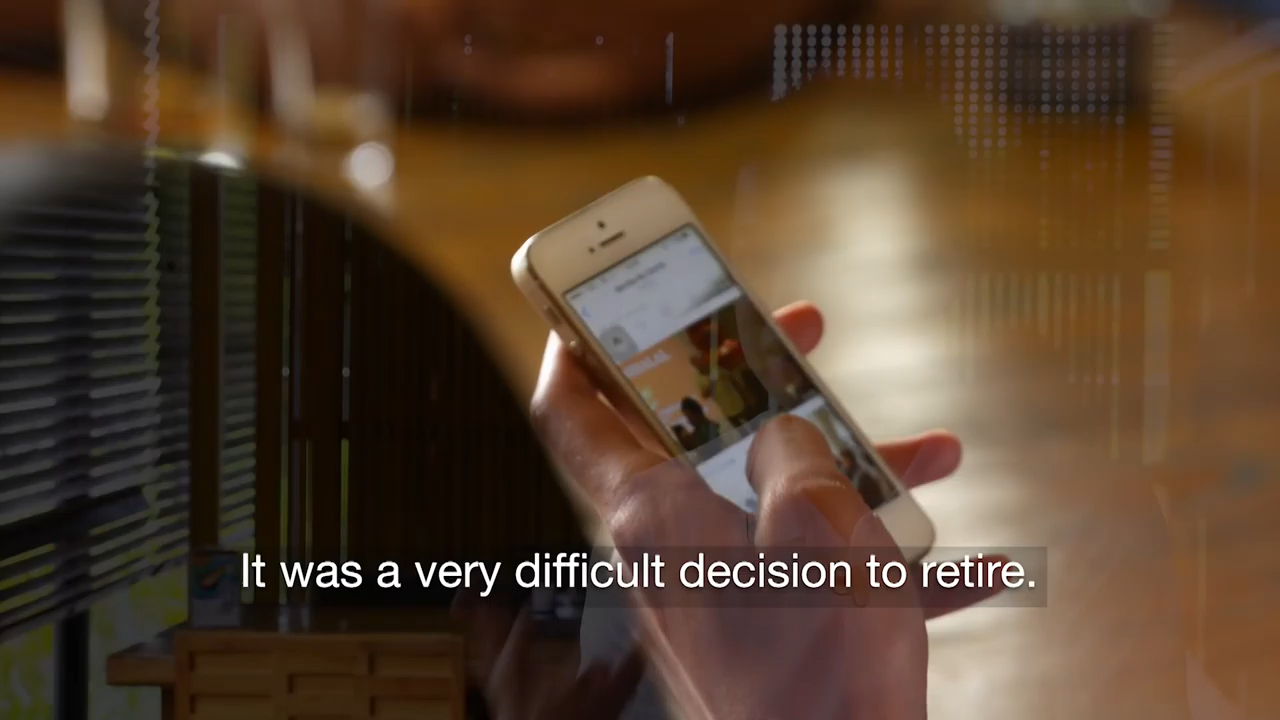 It was a very difficult decision to retire.